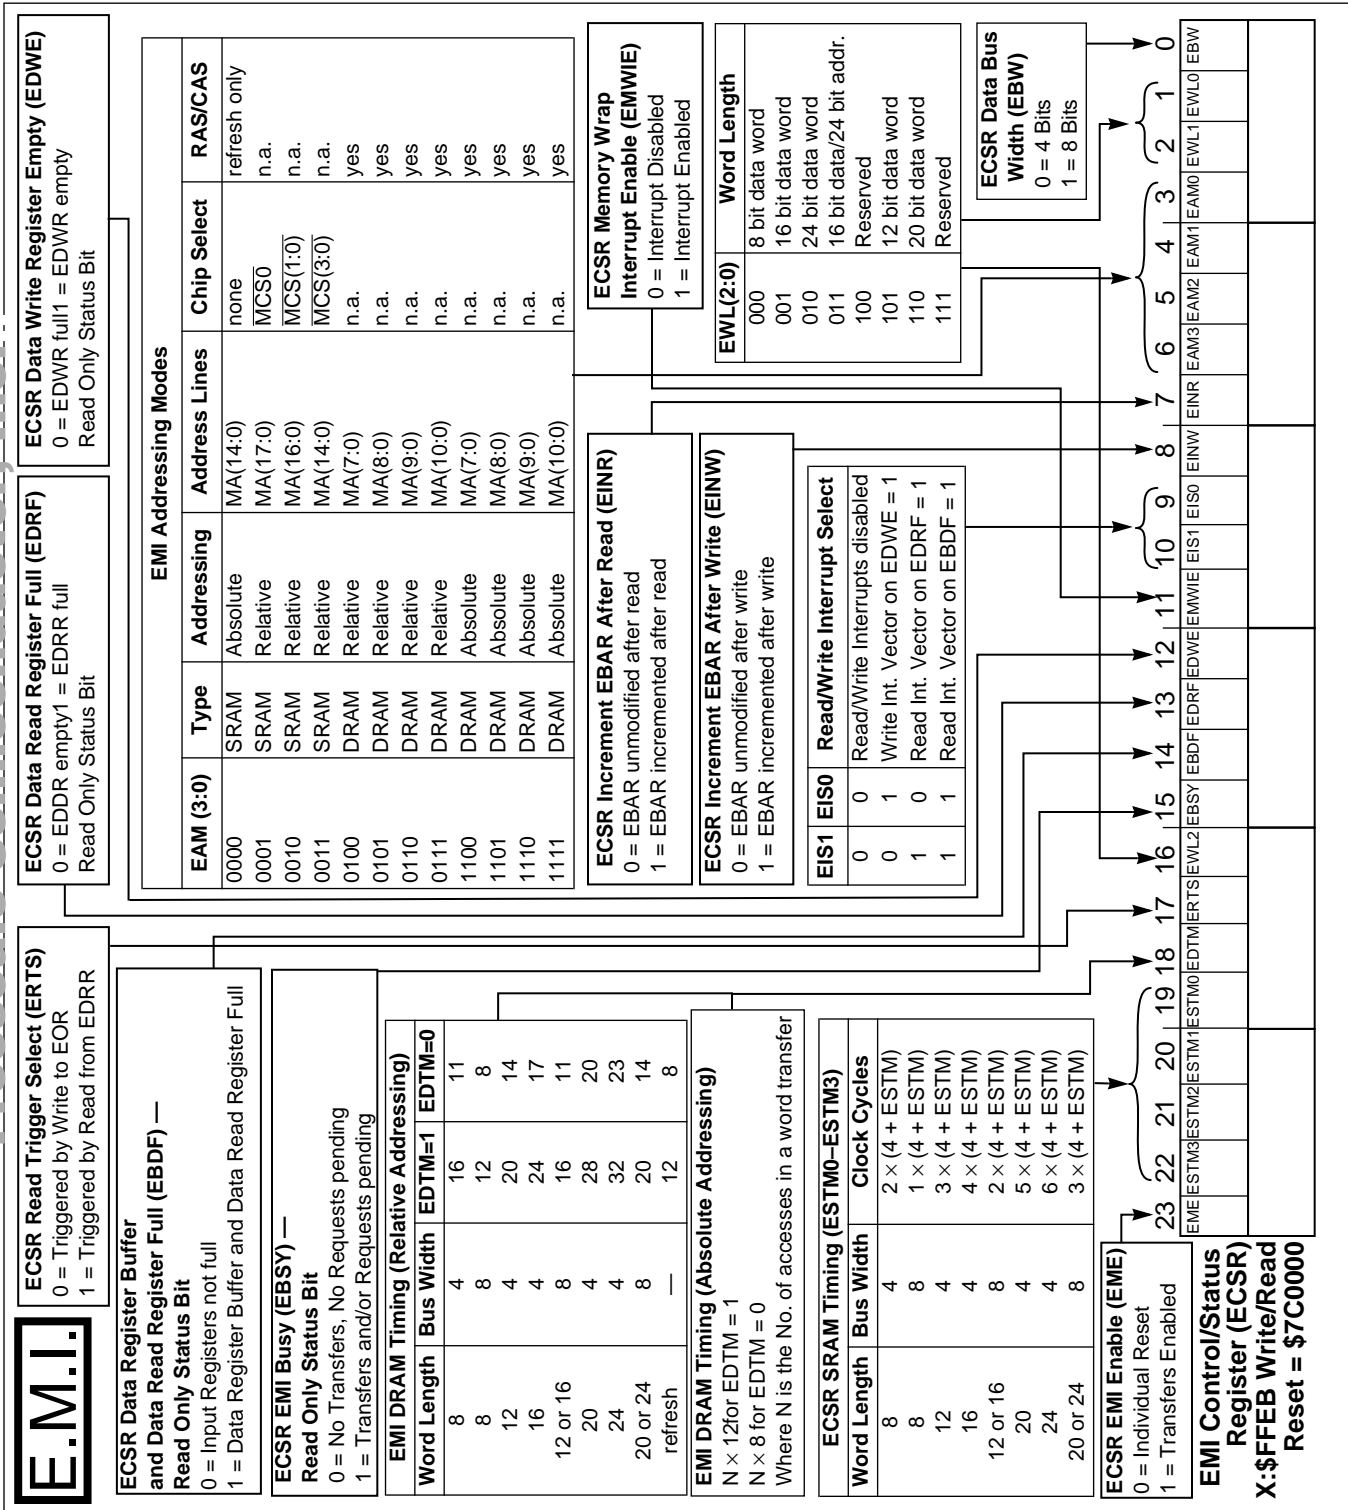 E.M.I.
ECSR Read Trigger Select (ERTS)
0 = Triggered by Write to EOR
1 = Triggered by Read from EDRR
ECSR Data Read Register Full (EDRF)
0 = EDDR empty1 = EDRR full
Read Only Status Bit
ECSR Data Write Register Empty (EDWE)
0 = EDWR full1 = EDWR empty
Read Only Status Bit
ECSR Data Register Buffer
and Data Read Register Full (EBDF) —
Read Only Status Bit
0 = Input Registers not full
1 = Data Register Buffer and Data Read Register Full
ECSR EMI Busy (EBSY) —
Read Only Status Bit
0 = No Transfers, No Requests pending
1 = Transfers and/or Requests pending
EMI DRAM Timing (Relative Addressing)
Word Length Bus Width EDTM=1 EDTM=0
8 4 16 11
8 8 12 8
12 4 20 14
16 4 24 17
12 or 16 8 16 11
20 4 28 20
24 4 32 23
20 or 24 8 20 14
refresh — 12 8
EMI DRAM Timing (Absolute Addressing)
N × 12for EDTM = 1
N × 8 for EDTM = 0
Where N is the No. of accesses in a word transfer
ECSR SRAM Timing (ESTM0–ESTM3)
Word Length Bus Width Clock Cycles
8 4 2 × (4 + ESTM)
8 8 1 × (4 + ESTM)
12 4 3 × (4 + ESTM)
16 4 4 × (4 + ESTM)
12 or 16 8 2 × (4 + ESTM)
20 4 5 × (4 + ESTM)
24 4 6 × (4 + ESTM)
20 or 24 8 3 × (4 + ESTM)
ECSR EMI Enable (EME)
0 = Individual Reset
1 = Transfers Enabled
EMI Addressing Modes
EAM (3:0) Type Addressing Address Lines Chip Select RAS/CAS
0000 SRAM Absolute MA(14:0) none refresh only
0001 SRAM Relative MA(17:0) MCS0 n.a.
0010 SRAM Relative MA(16:0) MCS(1:0) n.a.
0011 SRAM Relative MA(14:0) MCS(3:0) n.a.
0100 DRAM Relative MA(7:0) n.a. yes
0101 DRAM Relative MA(8:0) n.a. yes
0110 DRAM Relative MA(9:0) n.a. yes
0111 DRAM Relative MA(10:0) n.a. yes
1100 DRAM Absolute MA(7:0) n.a. yes
1101 DRAM Absolute MA(8:0) n.a. yes
1110 DRAM Absolute MA(9:0) n.a. yes
1111 DRAM Absolute MA(10:0) n.a. yes
ECSR Increment EBAR After Read (EINR)
0 = EBAR unmodified after read
1 = EBAR incremented after read
ECSR Increment EBAR After Write (EINW)
0 = EBAR unmodified after write
1 = EBAR incremented after write
EIS1 EIS0 Read/Write Interrupt Select
0 0 Read/Write Interrupts disabled
0 1 Write Int. Vector on EDWE = 1
1 0 Read Int. Vector on EDRF = 1
1 1 Read Int. Vector on EBDF = 1
ECSR Memory Wrap
Interrupt Enable (EMWIE)
0 = Interrupt Disabled
1 = Interrupt Enabled
EWL(2:0) Word Length
000 8 bit data word
001 16 bit data word
010 24 bit data word
011 16 bit data/24 bit addr.
100 Reserved
101 12 bit data word
110 20 bit data word
111 Reserved
ECSR Data Bus
Width (EBW)
0 = 4 Bits
1 = 8 Bits
23 22 21 20 19 18 17 16 15 14 13 12 11 10 9 8 7 6 5 4 3 2 1 0
EME ESTM3 ESTM2 ESTM1 ESTM0 EDTM ERTS EWL2 EBSY EBDF EDRF EDWE EMWIE EIS1 EIS0 EINW EINR EAM3 EAM2 EAM1 EAM0 EWL1 EWL0 EBW
EMI Control/Status
Register (ECSR)
X:$FFEB Write/Read
Reset = $7C0000